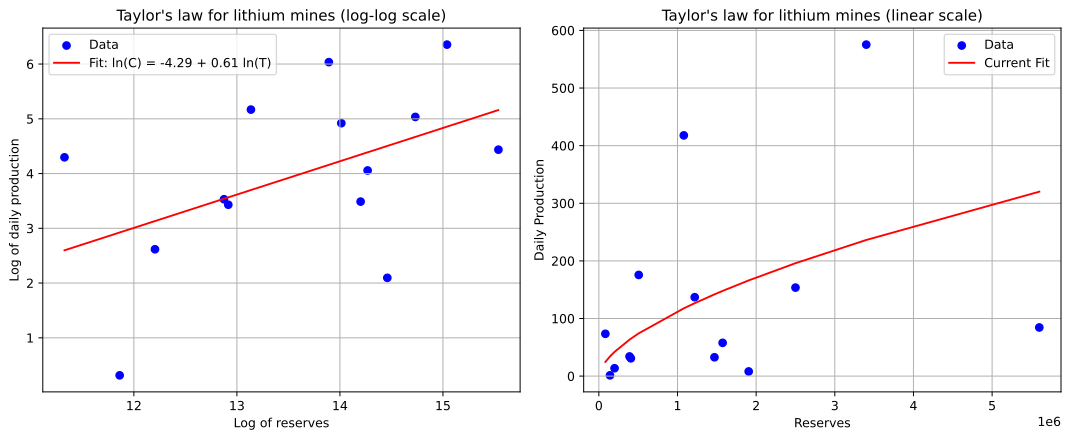 Taylor's law for lithium mines (log-log scale)
Data
Fit: ln(C) = -4.29 + 0.61 ln(T)
Log of daily production
6
5
4
3
2
1
12
13
14
15
Log of reserves
Taylor's law for lithium mines (linear scale)
Data
Current Fit
Daily Production
600
500
400
300
200
100
0
0
1
2
3
4
5
1e6
Reserves